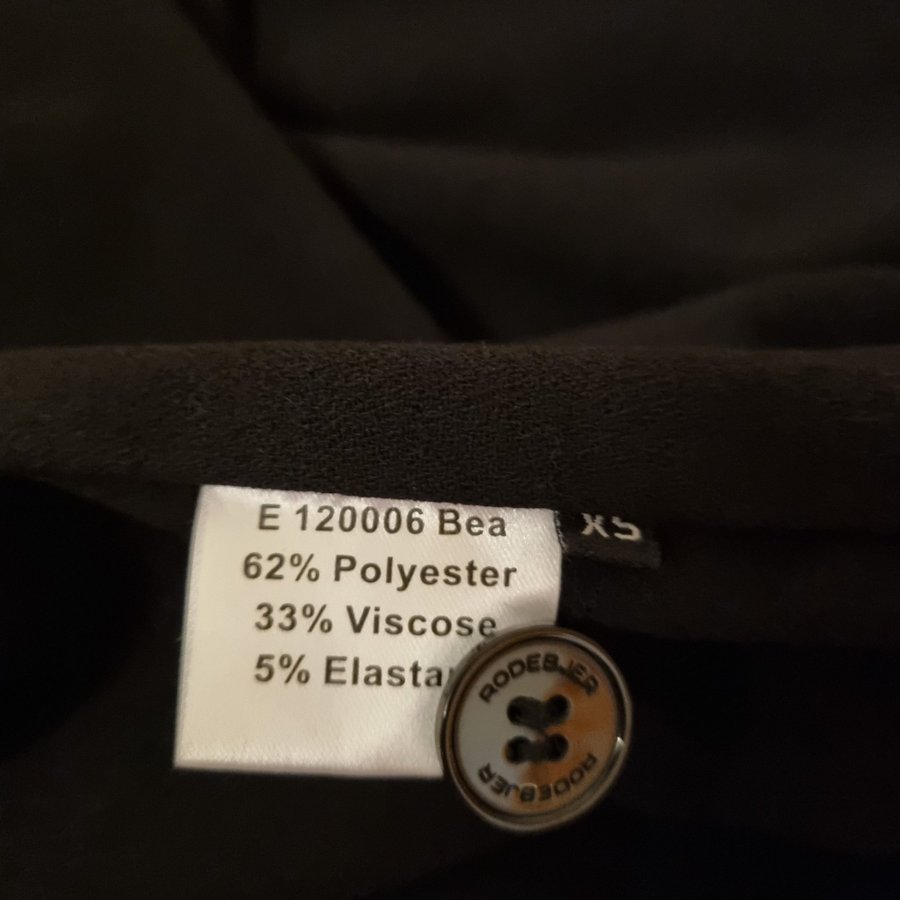 E 120006 Bea
XS
62% Polyester
33% Viscose
5% Elasta
RODEBJER
RODEBJER